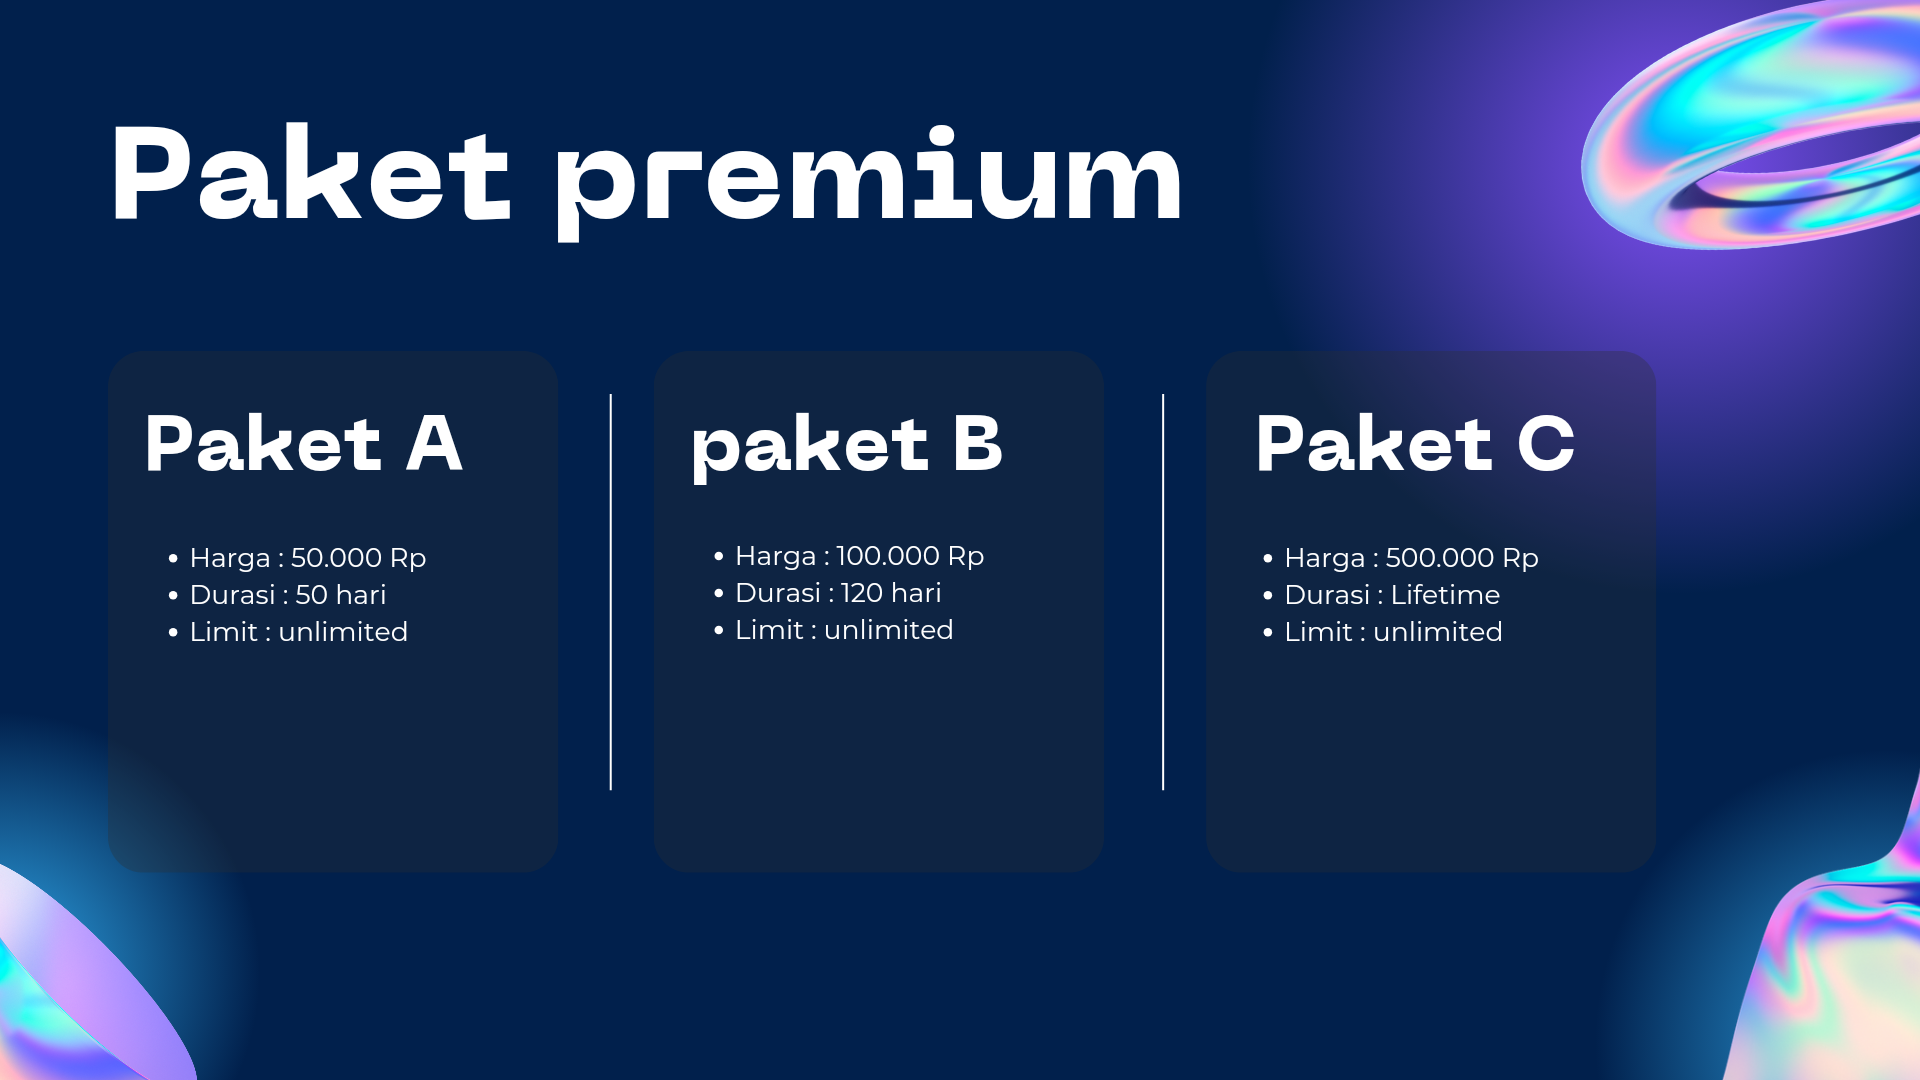 Paket premium
Paket A
Harga : 50.000 Rp
Durasi : 50 hari
Limit : unlimited
paket B
Harga : 100.000 Rp
Durasi : 120 hari
Limit : unlimited
Paket C
Harga : 500.000 Rp
Durasi : Lifetime
Limit : unlimited